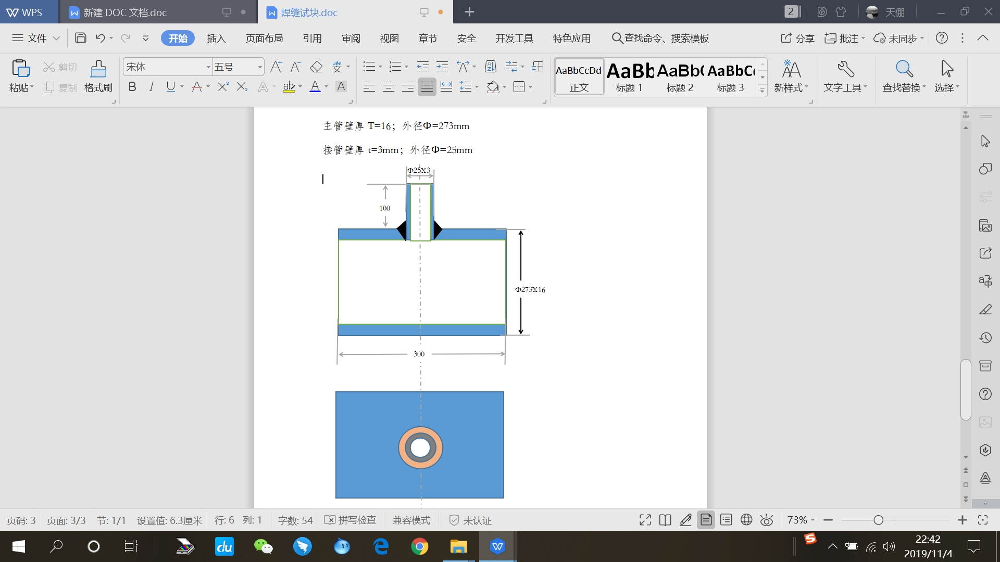 WPS 新建 DOC 文档.doc 焊缝试块.doc 2 天倗
文件 开始 插入 页面布局 引用 审阅 视图 章节 安全 开发工具 特色应用 查找命令、搜索模板 分享 批注 未同步
粘贴 剪切 复制 格式刷 宋体 五号 A+ A- wén 文
B I U A X² X₂ A ab A A
AaBbCcDd AaBb AaBb( AaBbC
正文 标题 1 标题 2 标题 3 新样式 文字工具 查找替换 选择
主管壁厚 T=16；外径Φ=273mm
接管壁厚 t=3mm；外径Φ=25mm
Φ25X3
100
Φ273X16
300
页码: 3 页面: 3/3 节: 1/1 设置值: 6.3厘米 行: 6 列: 1 字数: 54 拼写检查 兼容模式 未认证 73%
du 22:42
2019/11/4